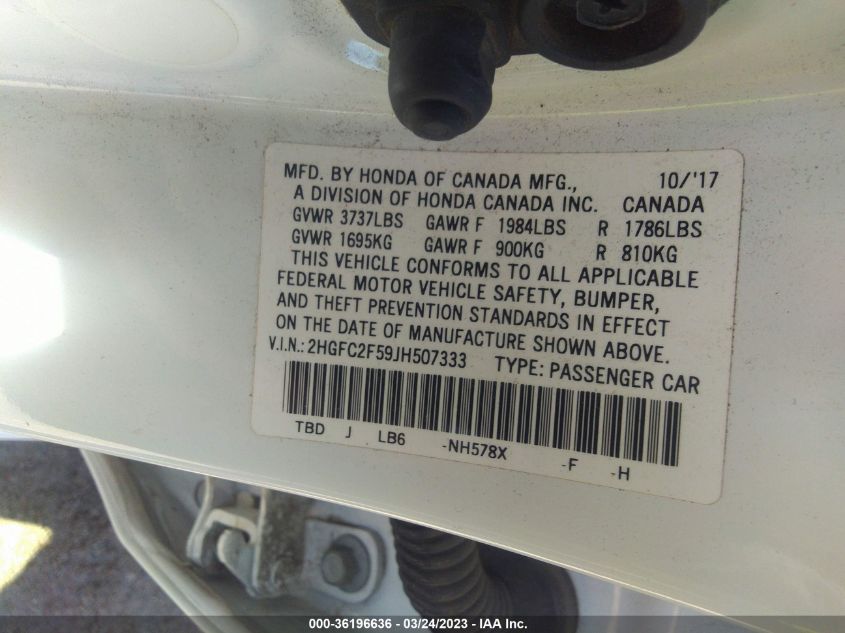 MFD. BY HONDA OF CANADA MFG., 10/'17
A DIVISION OF HONDA CANADA INC. CANADA
GVWR 3737LBS GAWR F 1984LBS R 1786LBS
GVWR 1695KG GAWR F 900KG R 810KG
THIS VEHICLE CONFORMS TO ALL APPLICABLE
FEDERAL MOTOR VEHICLE SAFETY, BUMPER,
AND THEFT PREVENTION STANDARDS IN EFFECT
ON THE DATE OF MANUFACTURE SHOWN ABOVE.
V.I.N.: 2HGFC2F59JH507333 TYPE: PASSENGER CAR
TBD J LB6 -NH578X -F -H
000-36196636 - 03/24/2023 - IAA Inc.